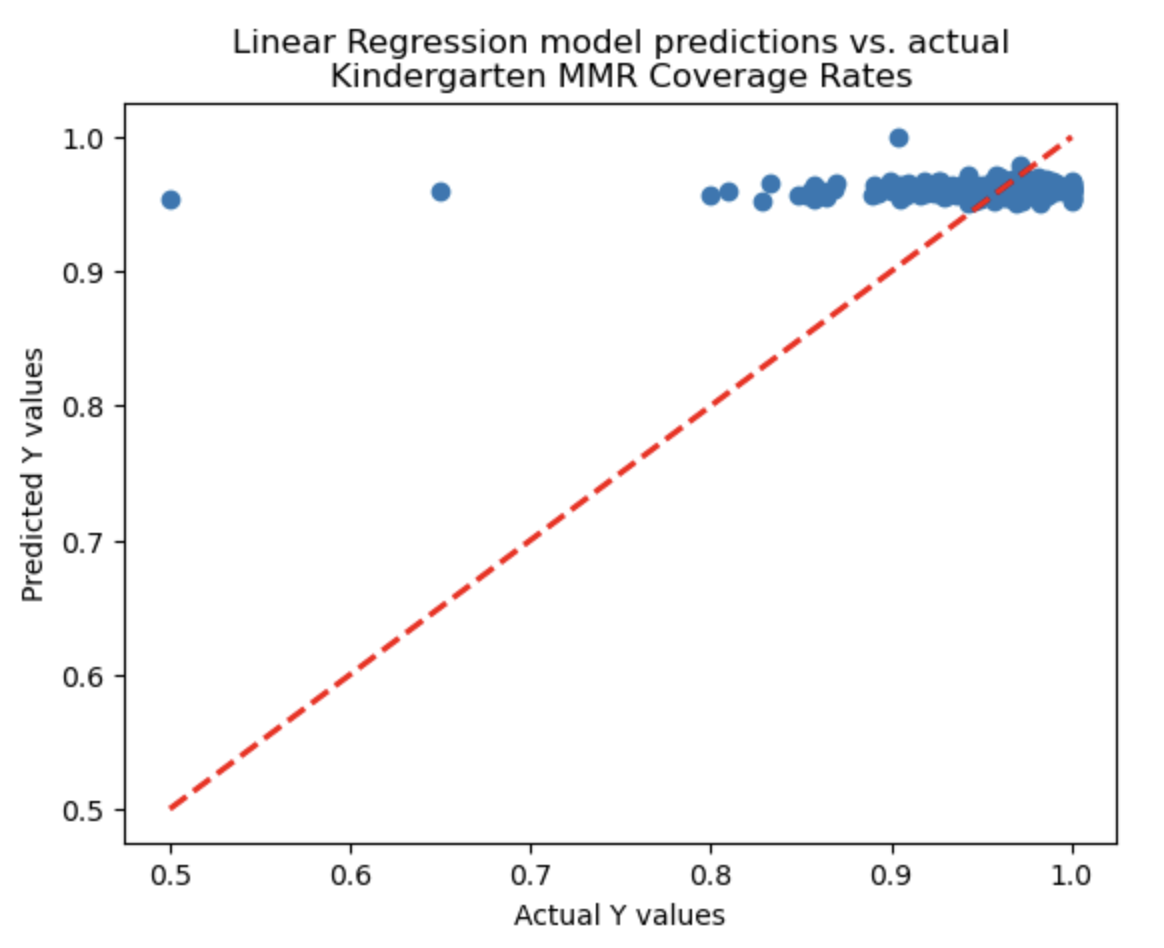 Linear Regression model predictions vs. actual
Kindergarten MMR Coverage Rates
1.0
0.9
0.8
0.7
0.6
0.5
Predicted Y values
0.5 0.6 0.7 0.8 0.9 1.0
Actual Y values